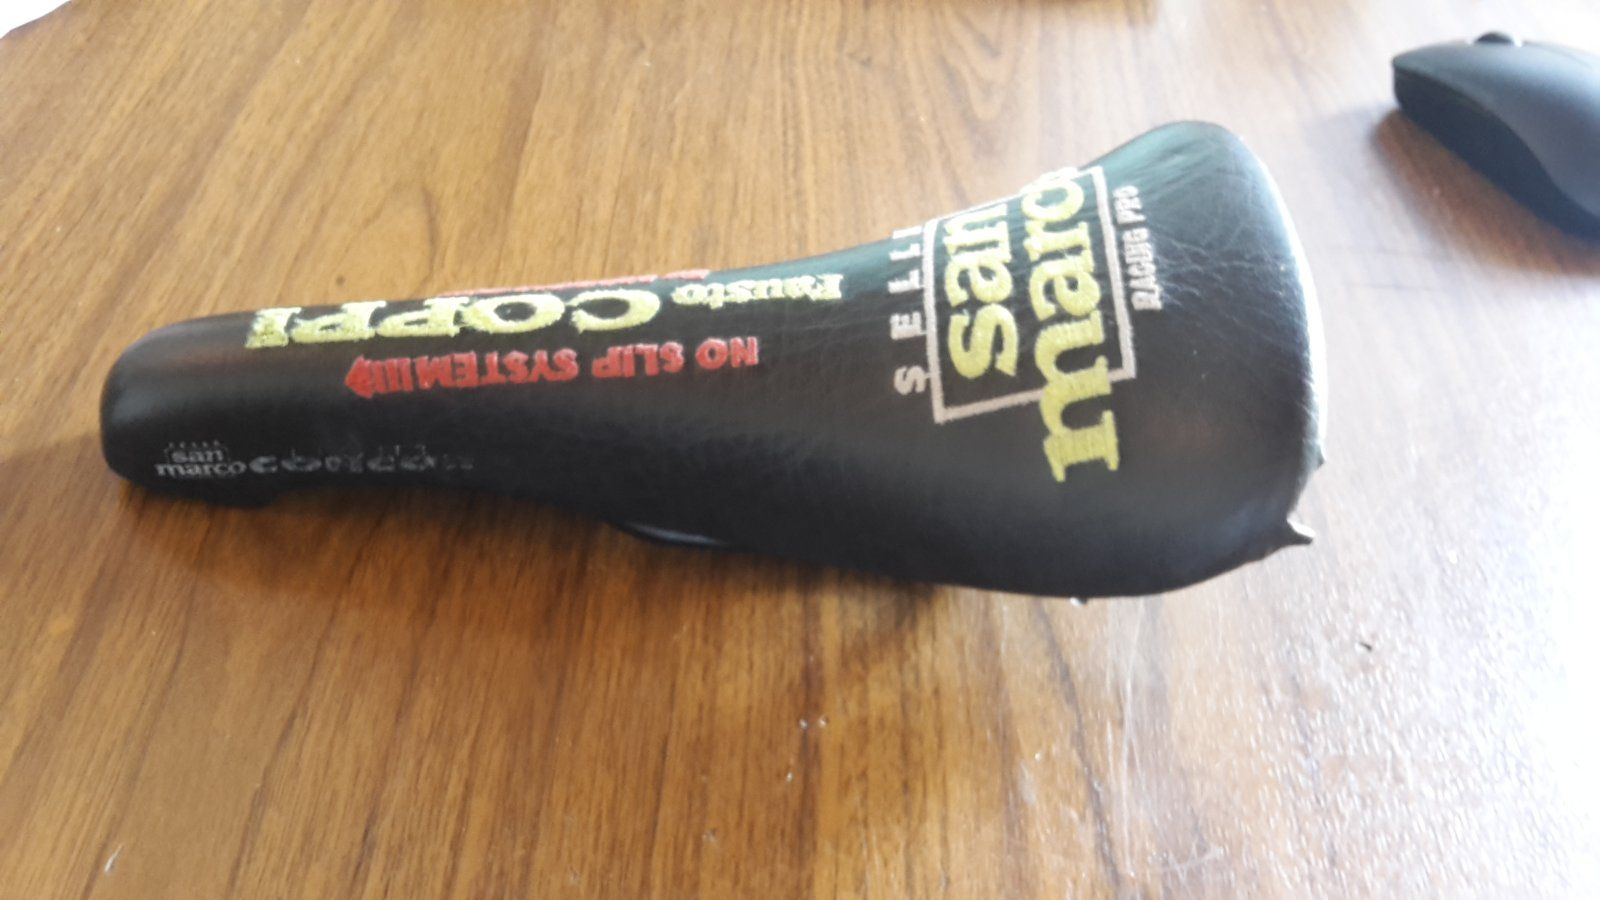 SELLE
san
marco
RACING PRO
Fausto
COPPI
NO SLIP SYSTEM
san
marco